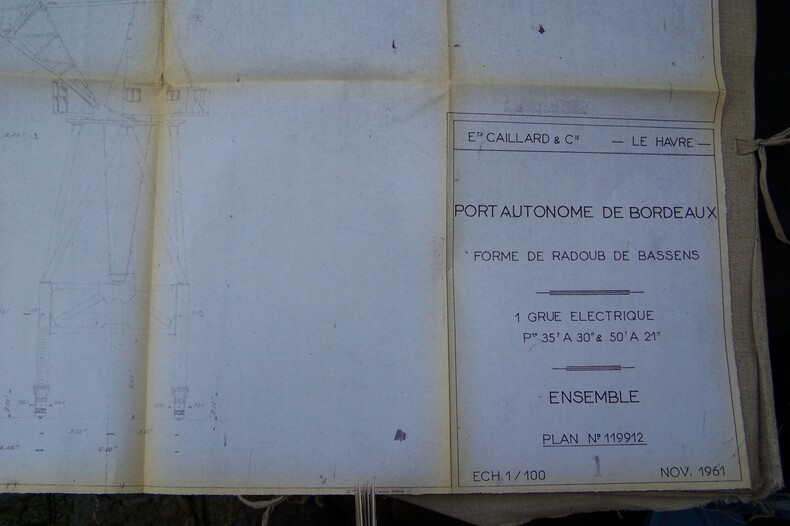 Ets CAILLARD & Cie — LE HAVRE —
PORT AUTONOME DE BORDEAUX
FORME DE RADOUB DE BASSENS
1 GRUE ELECTRIQUE
Pce 35T A 30m & 50T A 21m
ENSEMBLE
PLAN No 119912
ECH. 1/100 1 NOV. 1961